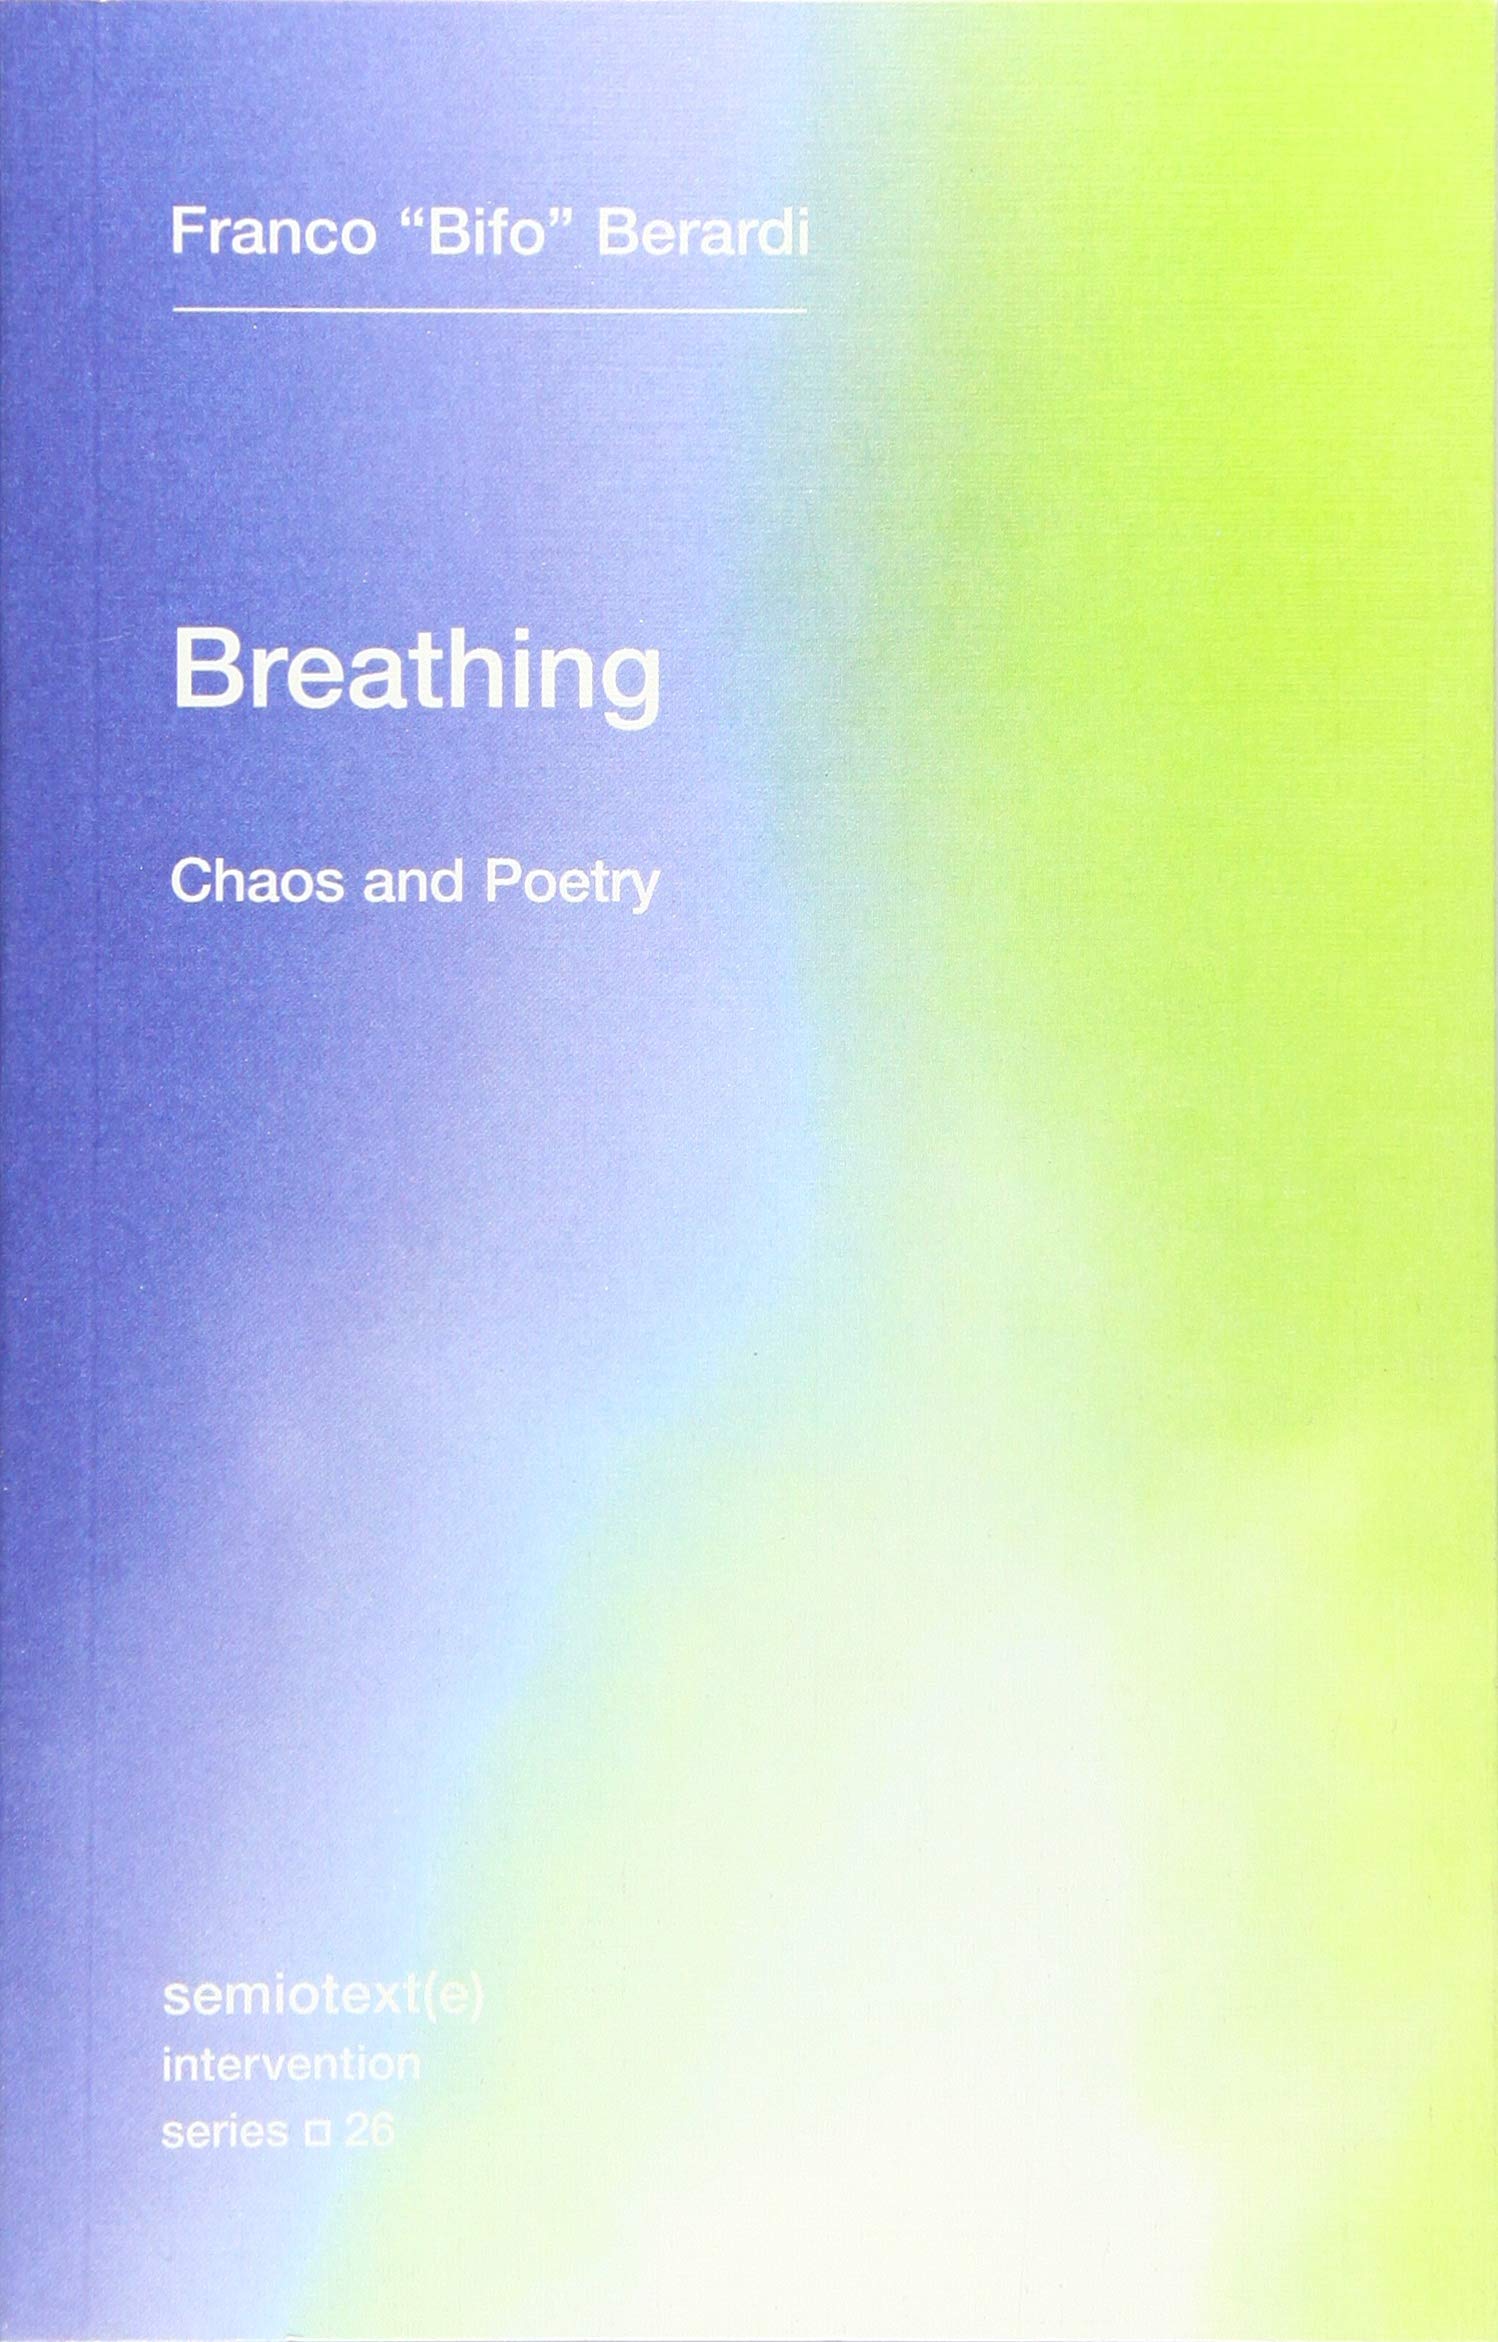 Franco “Bifo” Berardi
Breathing
Chaos and Poetry
semiotext(e)
intervention
series □ 26